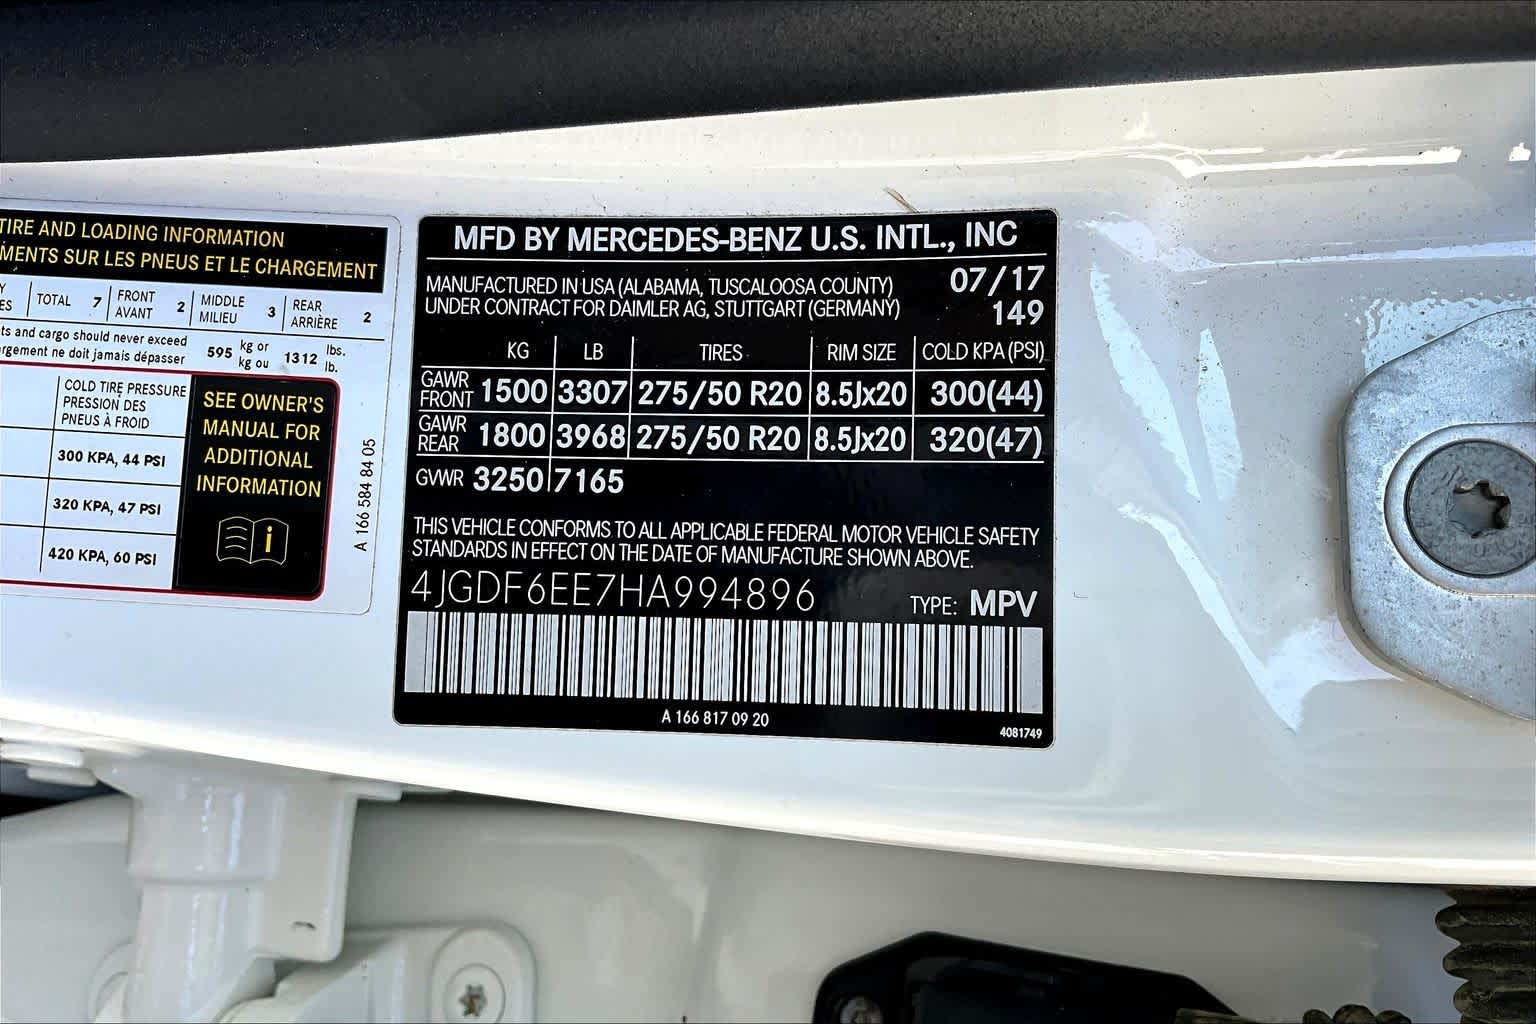 TIRE AND LOADING INFORMATION
MENTS SUR LES PNEUS ET LE CHARGEMENT
TOTAL 7
FRONT AVANT 2
MIDDLE MILIEU 3
REAR ARRIÈRE 2
and cargo should never exceed 595 kg or 1312 lbs.
ne doit jamais dépasser kg ou lb.
COLD TIRE PRESSURE
PRESSION DES
PNEUS À FROID
300 KPA, 44 PSI
320 KPA, 47 PSI
420 KPA, 60 PSI
SEE OWNER'S
MANUAL FOR
ADDITIONAL
INFORMATION
i
A 166 584 84 05
MFD BY MERCEDES-BENZ U.S. INTL., INC
MANUFACTURED IN USA (ALABAMA, TUSCALOOSA COUNTY) 07/17
UNDER CONTRACT FOR DAIMLER AG, STUTTGART (GERMANY) 149
KG LB TIRES RIM SIZE COLD KPA (PSI)
GAWR FRONT 1500 3307 275/50 R20 8.5Jx20 300(44)
GAWR REAR 1800 3968 275/50 R20 8.5Jx20 320(47)
GVWR 3250 7165
THIS VEHICLE CONFORMS TO ALL APPLICABLE FEDERAL MOTOR VEHICLE SAFETY
STANDARDS IN EFFECT ON THE DATE OF MANUFACTURE SHOWN ABOVE.
4JGDF6EE7HA994896 TYPE: MPV
A 166 817 09 20
4081749